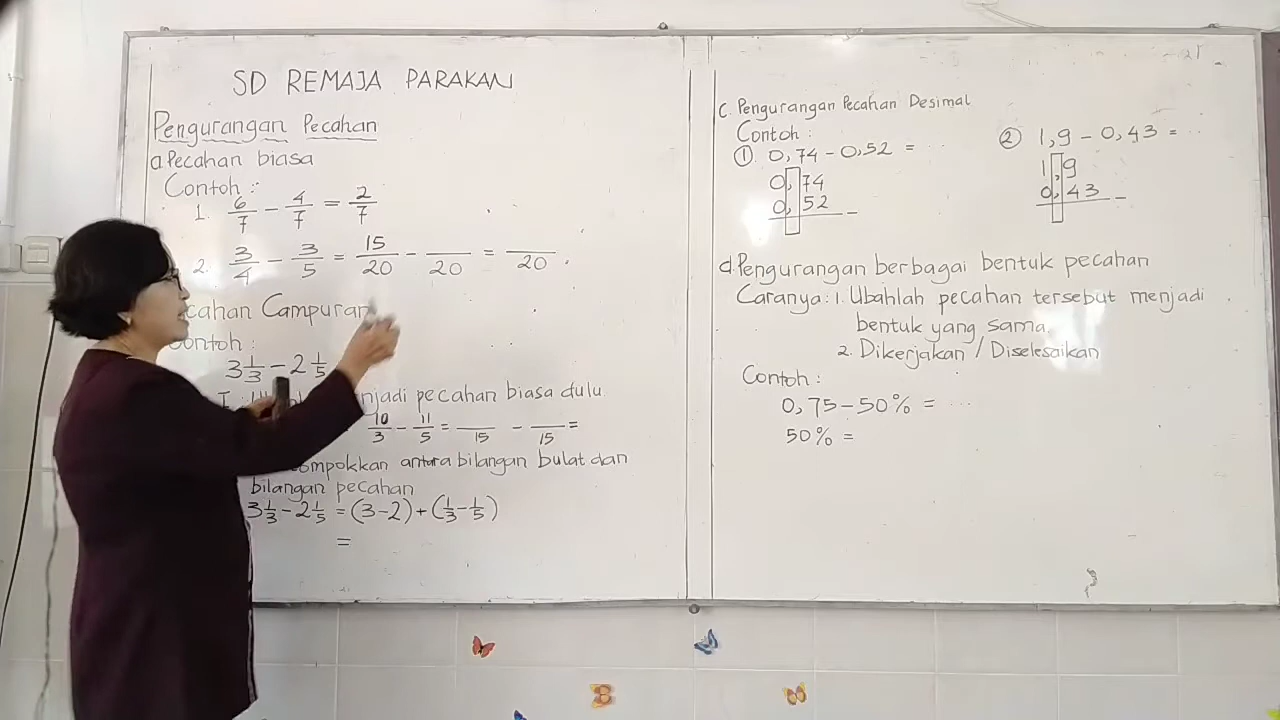 SD REMAJA PARAKAN
Pengurangan Pecahan
a. Pecahan biasa
Contoh :
1. 6/7 - 4/7 = 2/7
2. 3/4 - 3/5 = 15/20 - /20 = /20 .
Campuran
Contoh :
3 1/3 - 2 1/5
menjadi pecahan biasa dulu
10/3 - 11/5 = /15 - /15 =
antara bilangan bulat dan
bilangan pecahan
3 1/3 - 2 1/5 = (3 - 2) + (1/3 - 1/5)
=
C. Pengurangan Pecahan Desimal
Contoh :
① 0,74 - 0,52 = ...
0,74
0,52 -
② 1,9 - 0,43 = ...
1,9
0,43 -
d. Pengurangan berbagai bentuk pecahan
Caranya : 1. Ubahlah pecahan tersebut menjadi
bentuk yang sama.
2. Dikerjakan / Diselesaikan
Contoh :
0,75 - 50% = ...
50% =